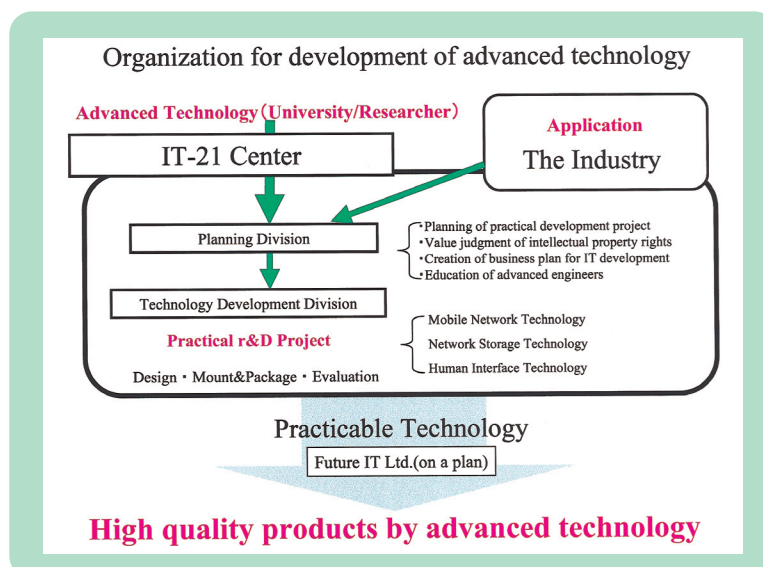 Organization for development of advanced technology
Advanced Technology(University/Researcher)
Application
IT-21 Center
The Industry
Planning Division
・Planning of practical development project
・Value judgment of intellectual property rights
・Creation of business plan for IT development
・Education of advanced engineers
Technology Development Division
Practical r&D Project
Mobile Network Technology
Network Storage Technology
Human Interface Technology
Design・Mount&Package・Evaluation
Practicable Technology
Future IT Ltd.(on a plan)
High quality products by advanced technology